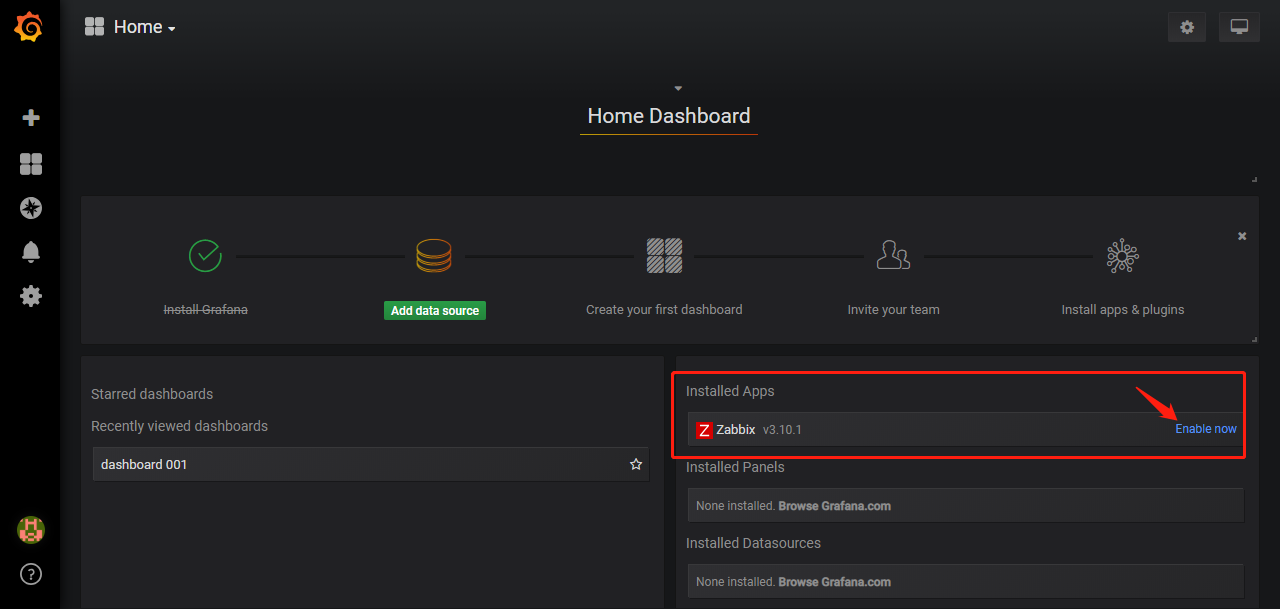 Home
Home Dashboard
Install Grafana
Add data source
Create your first dashboard
Invite your team
Install apps & plugins
Starred dashboards
Recently viewed dashboards
dashboard 001
Installed Apps
Z Zabbix v3.10.1 Enable now
Installed Panels
None installed. Browse Grafana.com
Installed Datasources
None installed. Browse Grafana.com
?